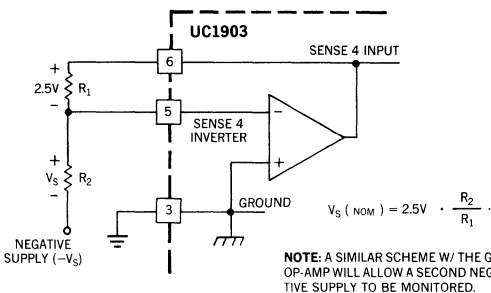 UC1903
SENSE 4 INPUT
6
+
2.5V R1
−
5
−
SENSE 4
INVERTER
+
+
VS R2
−
3
GROUND
VS ( NOM ) = 2.5V · R2 / R1 ·
NEGATIVE
SUPPLY (−VS)
NOTE: A SIMILAR SCHEME W/ THE
OP-AMP WILL ALLOW A SECOND
TIVE SUPPLY TO BE MONITORED.